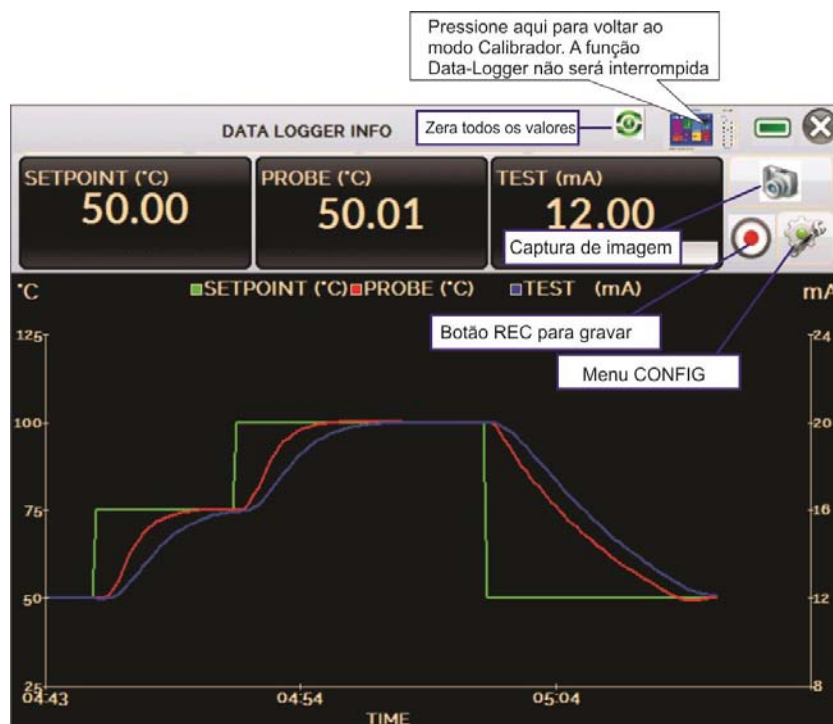 Pressione aqui para voltar ao
modo Calibrador. A função
Data-Logger não será interrompida
DATA LOGGER INFO
Zera todos os valores
SETPOINT (°C)
50.00
PROBE (°C)
50.01
TEST (mA)
12.00
Captura de imagem
°C
SETPOINT (°C)
PROBE (°C)
TEST (mA)
mA
Botão REC para gravar
Menu CONFIG
125
100
75
50
25
24
20
16
12
8
04:43
04:54
05:04
TIME